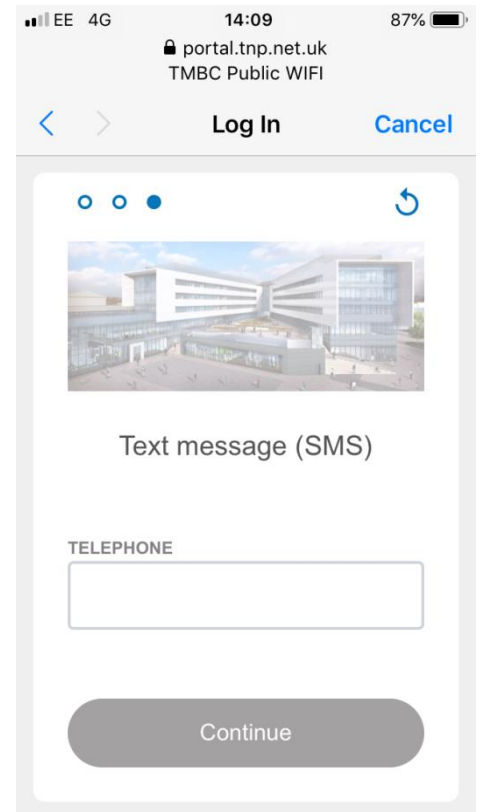 EE 4G 14:09 87%
portal.tnp.net.uk
TMBC Public WIFI
Log In Cancel
Text message (SMS)
TELEPHONE
Continue